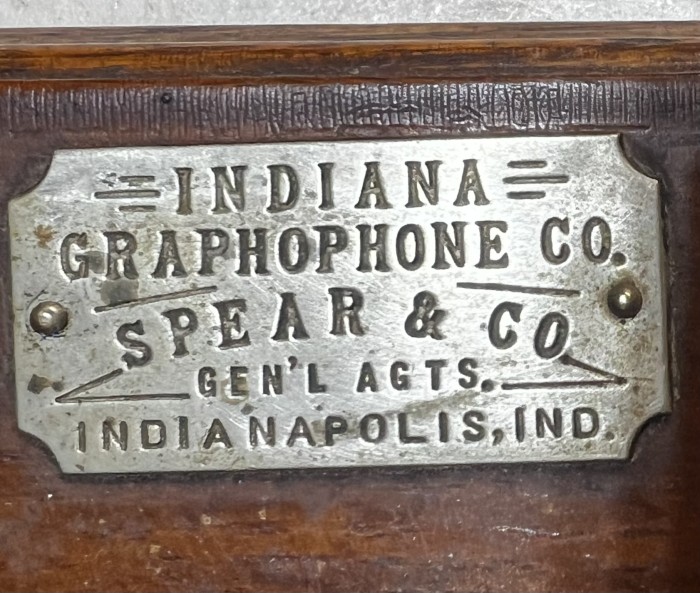 INDIANA
GRAPHOPHONE CO.
SPEAR & CO
GEN'L AGTS.
INDIANAPOLIS, IND.